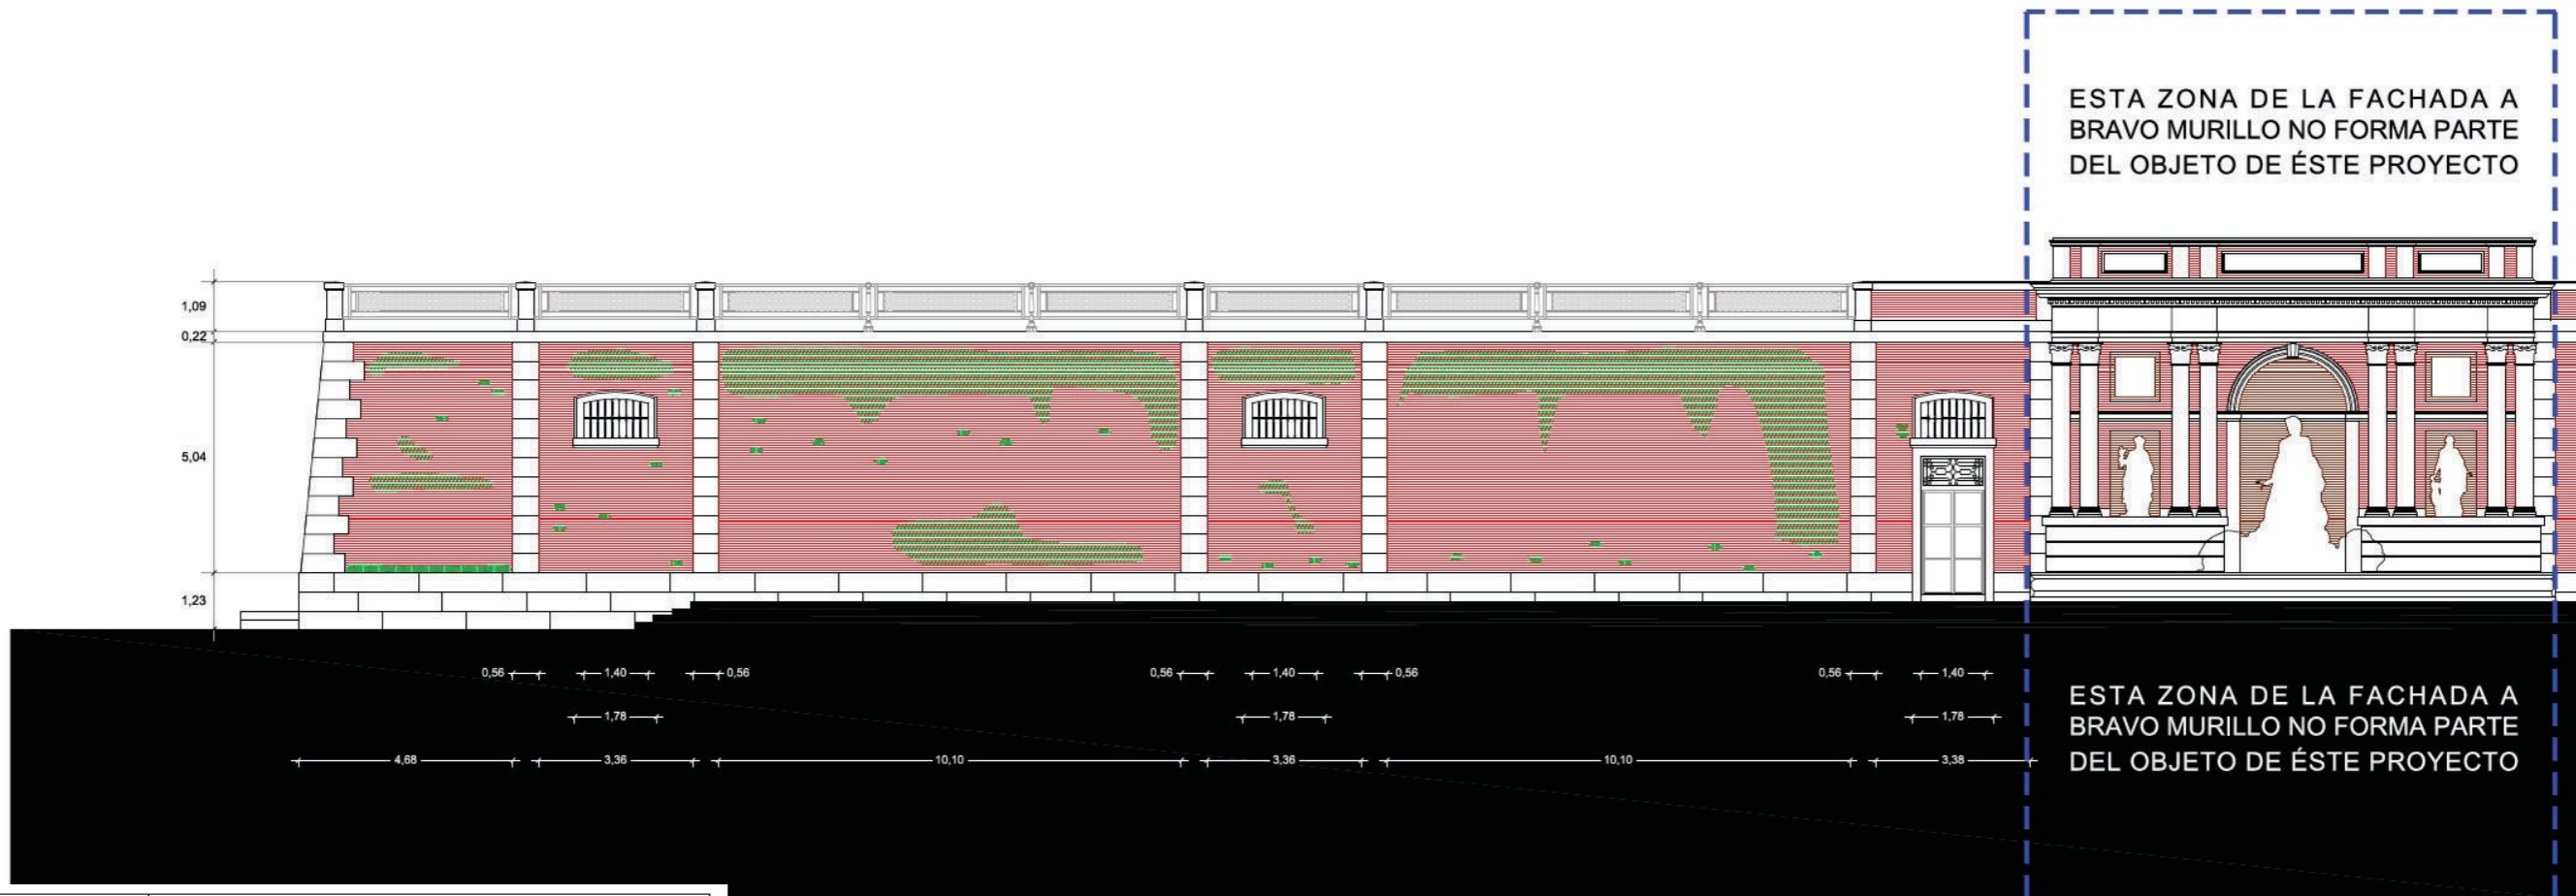 ESTA ZONA DE LA FACHADA A
BRAVO MURILLO NO FORMA PARTE
DEL OBJETO DE ÉSTE PROYECTO
1,09
0,22
5,04
1,23
0,56 1,40 0,56 0,56 1,40 0,56 0,56 1,40
1,78 1,78 1,78
4,68 3,36 10,10 3,36 10,10 3,38
ESTA ZONA DE LA FACHADA A
BRAVO MURILLO NO FORMA PARTE
DEL OBJETO DE ÉSTE PROYECTO